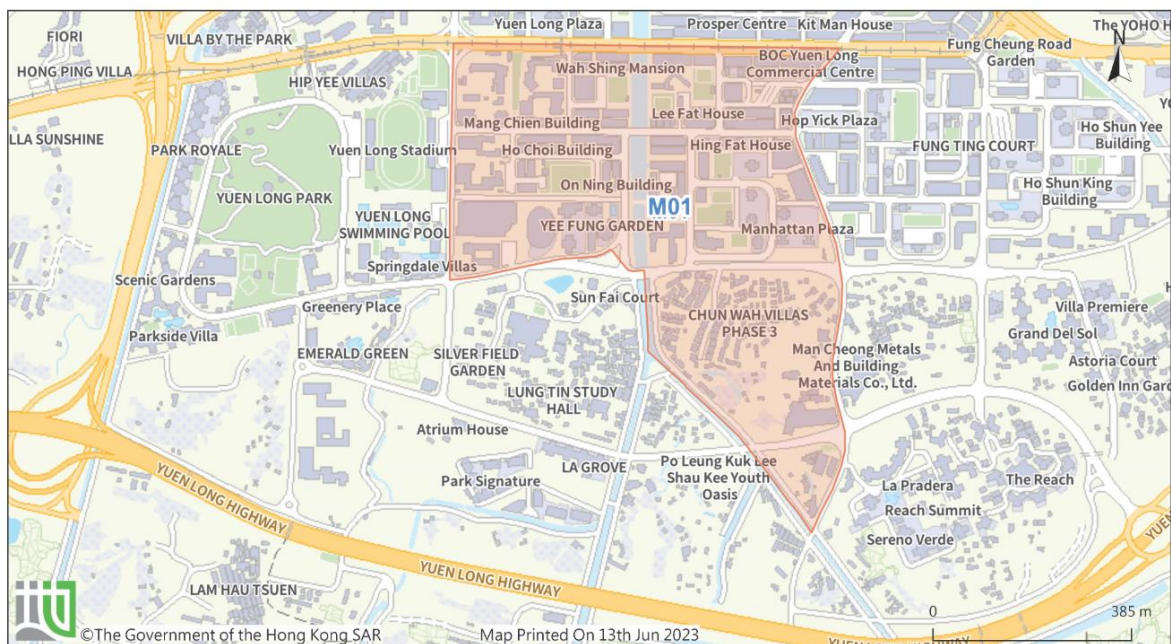 Yuen Long Plaza
Prosper Centre
Kit Man House
The YOHO H
FIORI
VILLA BY THE PARK
N
Fung Cheung Road
Garden
HONG PING VILLA
HIP YEE VILLAS
Wah Shing Mansion
BOC Yuen Long
Commercial Centre
Lee Fat House
Hop Yick Plaza
Mang Chien Building
Ho Shun Yee
Building
LLA SUNSHINE
PARK ROYALE
Yuen Long Stadium
Ho Choi Building
Hing Fat House
FUNG TING COURT
On Ning Building
Ho Shun King
Building
YUEN LONG PARK
YUEN LONG
SWIMMING POOL
M01
YEE FUNG GARDEN
Manhattan Plaza
Springdale Villas
Scenic Gardens
Greenery Place
Sun Fai Court
Villa Premiere
CHUN WAH VILLAS
PHASE 3
Parkside Villa
Grand Del Sol
EMERALD GREEN
SILVER FIELD
GARDEN
Man Cheong Metals
And Building
Materials Co., Ltd.
Astoria Court
Golden Inn Gard
LUNG TIN STUDY
HALL
Atrium House
LA GROVE
Po Leung Kuk Lee
Shau Kee Youth
Oasis
YUEN LONG HIGHWAY
Park Signature
La Pradera
The Reach
Reach Summit
Sereno Verde
YUEN
LAM HAU TSUEN
YUEN LONG HIGHWAY
0
385 m
©The Government of the Hong Kong SAR
Map Printed On 13th Jun 2023